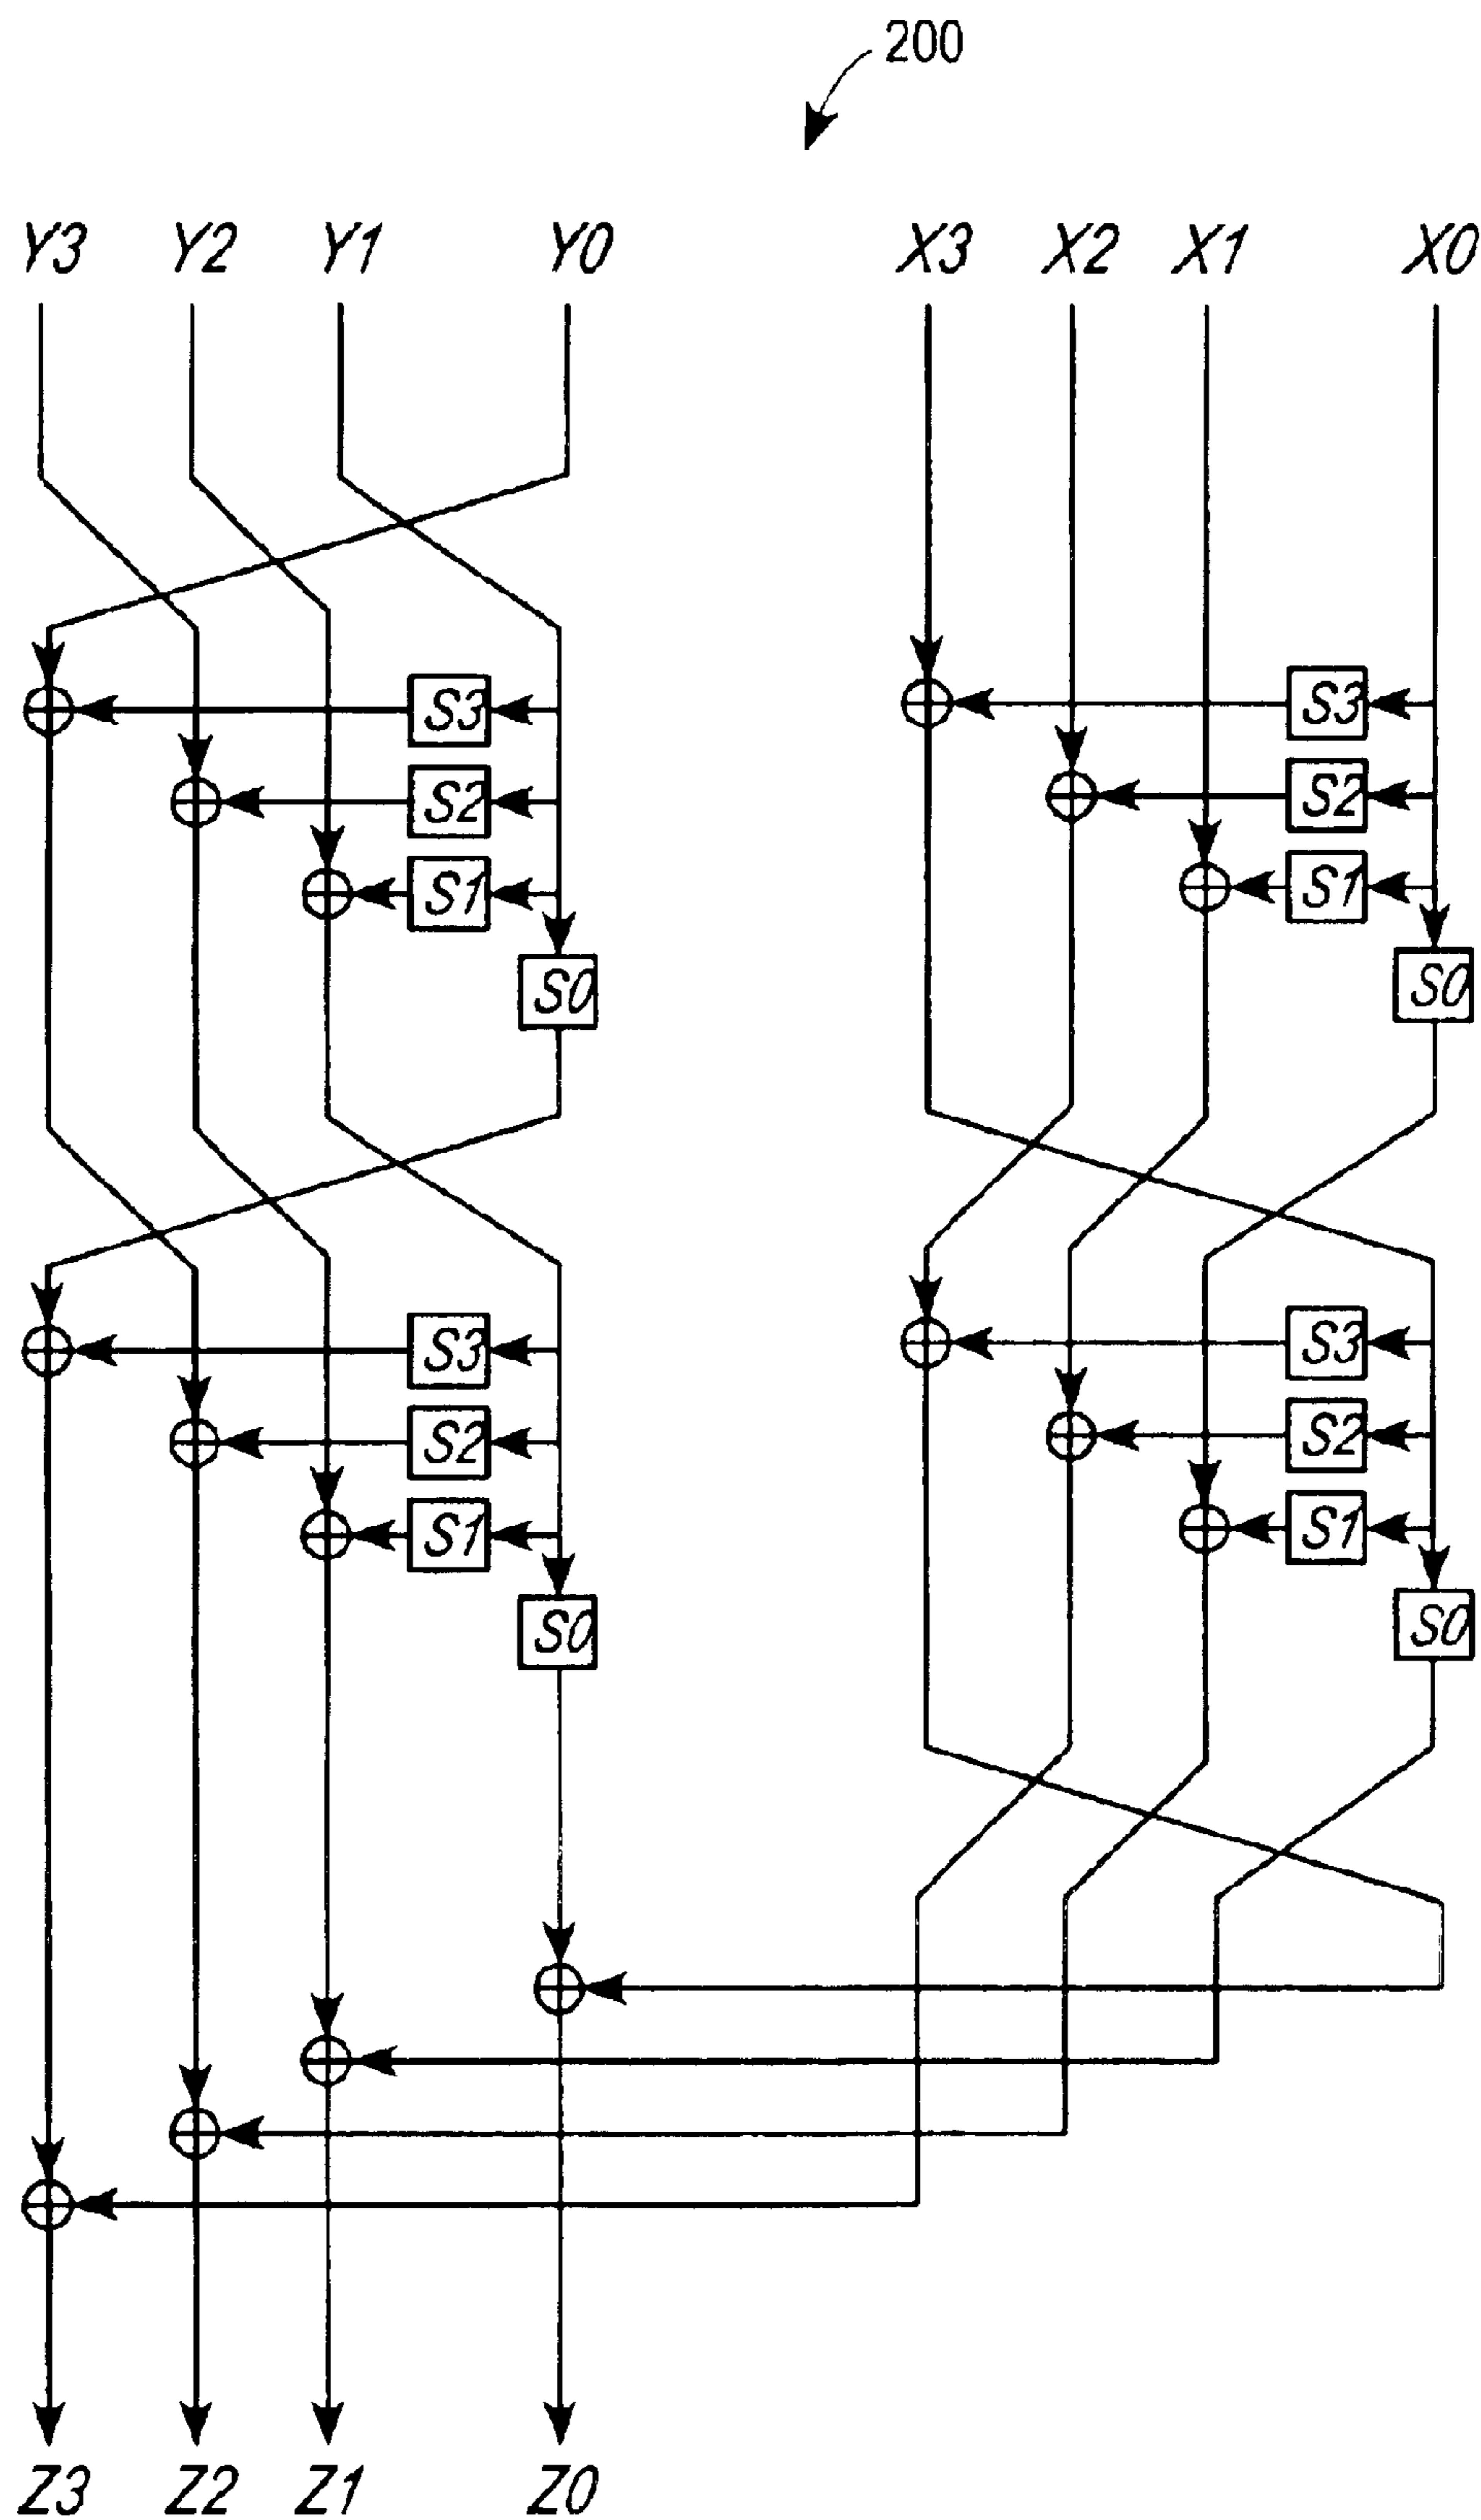 200
Y3 Y2 Y1 Y0 X3 X2 X1 X0
S3 S3
S2 S2
S1 S1
S0 S0
S3 S3
S2 S2
S1 S1
S0 S0
Z3 Z2 Z1 Z0